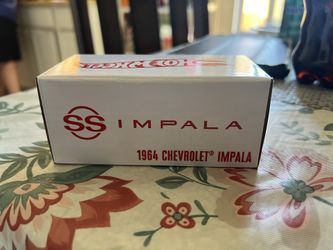 SS IMPALA
1964 CHEVROLET® IMPALA